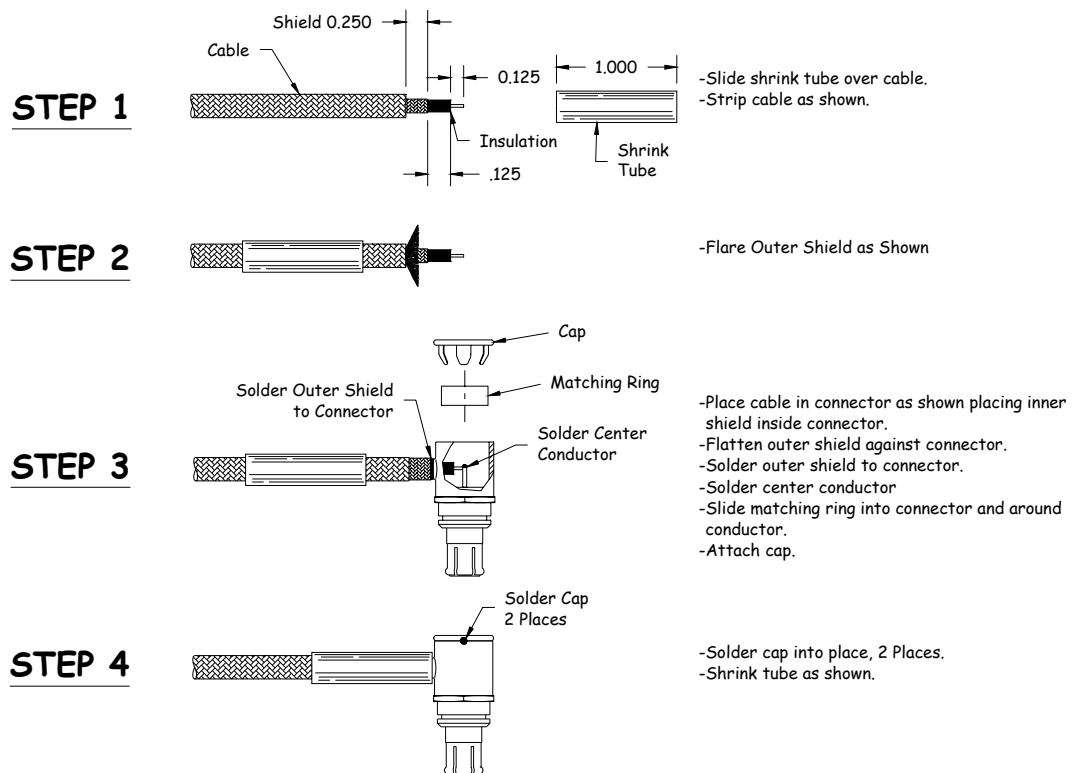 Shield 0.250
Cable
0.125
1.000
-Slide shrink tube over cable.
-Strip cable as shown.
STEP 1
Insulation
Shrink
Tube
.125
STEP 2
-Flare Outer Shield as Shown
Cap
Matching Ring
Solder Outer Shield
to Connector
Solder Center
Conductor
STEP 3
-Place cable in connector as shown placing inner
shield inside connector.
-Flatten outer shield against connector.
-Solder outer shield to connector.
-Solder center conductor
-Slide matching ring into connector and around
conductor.
-Attach cap.
Solder Cap
2 Places
STEP 4
-Solder cap into place, 2 Places.
-Shrink tube as shown.